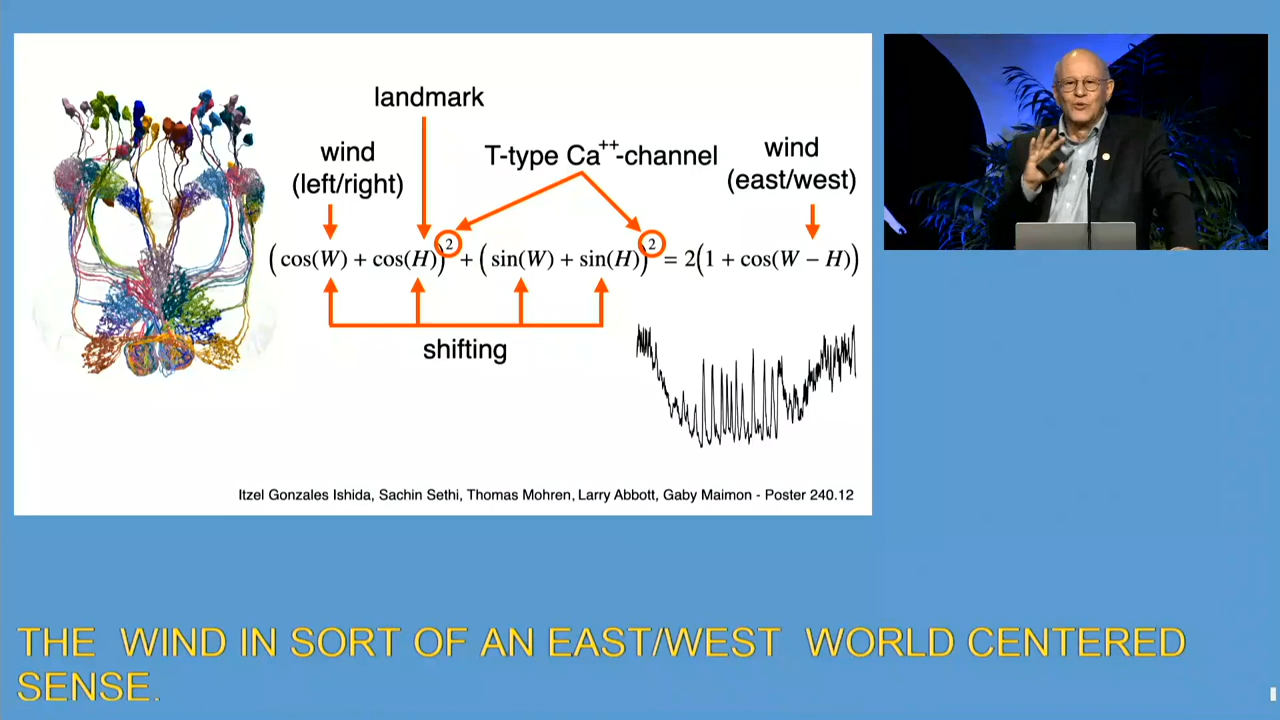 landmark
wind
(left/right)
T-type Ca++-channel
wind
(east/west)
(cos(W) + cos(H))² + (sin(W) + sin(H))² = 2(1 + cos(W − H))
shifting
Itzel Gonzales Ishida, Sachin Sethi, Thomas Mohren, Larry Abbott, Gaby Maimon - Poster 240.12
THE WIND IN SORT OF AN EAST/WEST WORLD CENTERED
SENSE.